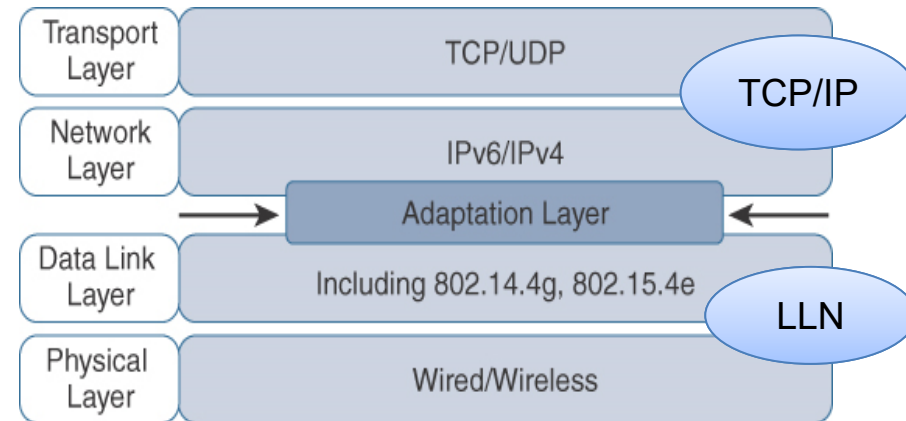 Transport
Layer
TCP/UDP
TCP/IP
Network
Layer
IPv6/IPv4
Adaptation Layer
Data Link
Layer
Including 802.14.4g, 802.15.4e
LLN
Physical
Layer
Wired/Wireless